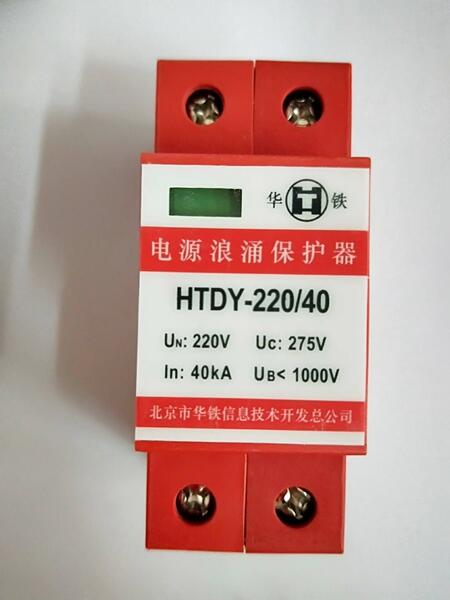 华 铁
电源浪涌保护器
HTDY-220/40
UN: 220V UC: 275V
In: 40kA UB< 1000V
北京市华铁信息技术开发总公司